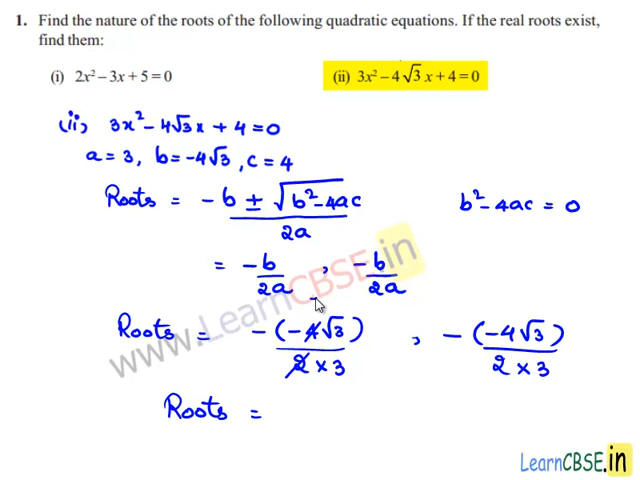 1. Find the nature of the roots of the following quadratic equations. If the real roots exist,
find them:
(i) 2x² – 3x + 5 = 0 (ii) 3x² – 4√3 x + 4 = 0
(ii) 3x² - 4√3x + 4 = 0
a = 3, b = -4√3, c = 4
Roots = -b ± √b² - 4ac / 2a b² - 4ac = 0
= -b/2a , -b/2a
Roots = -(-4√3) / 2 × 3 , -(-4√3) / 2 × 3
Roots =
www.LearnCBSE.in
LearnCBSE.in